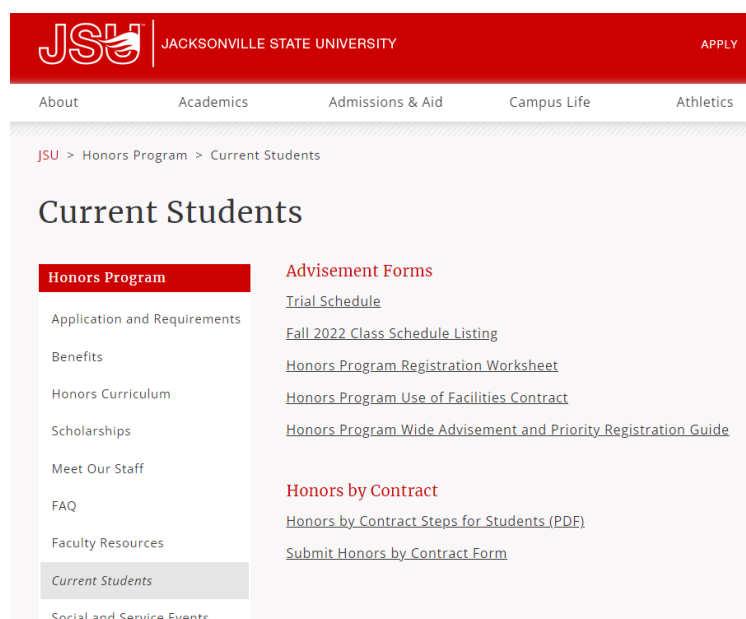 JSU
JACKSONVILLE STATE UNIVERSITY
APPLY
About
Academics
Admissions & Aid
Campus Life
Athletics
JSU > Honors Program > Current Students
Current Students
Honors Program
Application and Requirements
Benefits
Honors Curriculum
Scholarships
Meet Our Staff
FAQ
Faculty Resources
Current Students
Social and Service Events
Advisement Forms
Trial Schedule
Fall 2022 Class Schedule Listing
Honors Program Registration Worksheet
Honors Program Use of Facilities Contract
Honors Program Wide Advisement and Priority Registration Guide
Honors by Contract
Honors by Contract Steps for Students (PDF)
Submit Honors by Contract Form